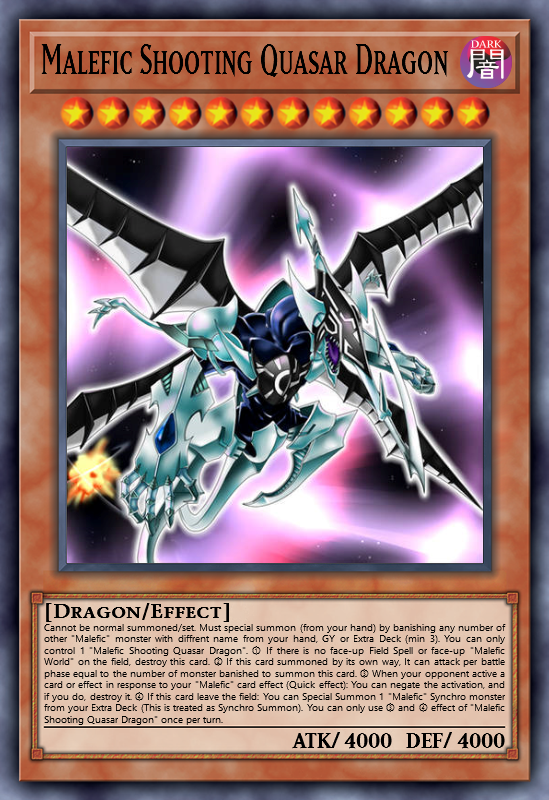 Malefic Shooting Quasar Dragon
DARK
闇
[Dragon/Effect]
Cannot be normal summoned/set. Must special summon (from your hand) by banishing any number of
other "Malefic" monster with diffrent name from your hand, GY or Extra Deck (min 3). You can only
control 1 "Malefic Shooting Quasar Dragon". ① If there is no face-up Field Spell or face-up "Malefic
World" on the field, destroy this card. ② If this card summoned by its own way, It can attack per battle
phase equal to the number of monster banished to summon this card. ③ When your opponent active a
card or effect in response to your "Malefic" card effect (Quick effect): You can negate the activation, and
if you do, destroy it. ④ If this card leave the field: You can Special Summon 1 "Malefic" Synchro monster
from your Extra Deck (This is treated as Synchro Summon). You can only use ③ and ④ effect of "Malefic
Shooting Quasar Dragon" once per turn.
ATK/ 4000 DEF/ 4000